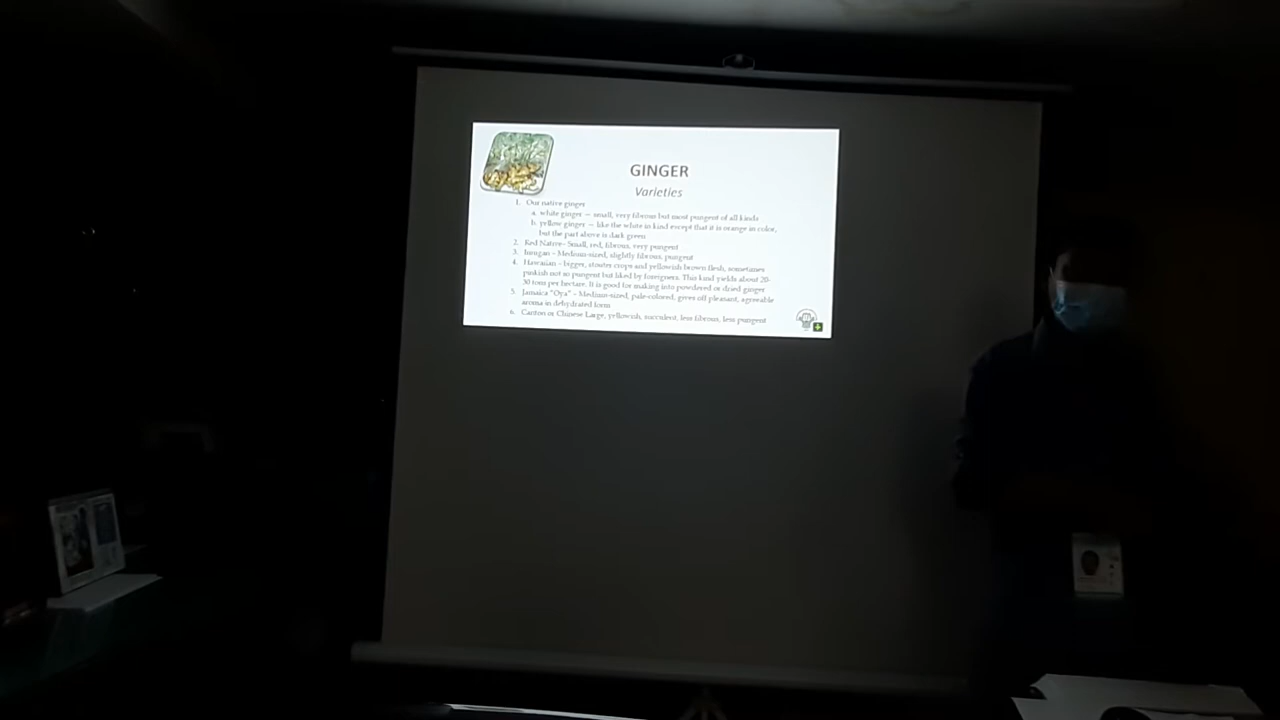 GINGER
Varieties
1. Our native ginger
a. white ginger – small, very fibrous but most pungent of all kinds
b. yellow ginger – like the white in kind except that it is orange in color,
but the part above is dark green
2. Red Native– Small, red, fibrous, very pungent
3. – Medium-sized, slightly fibrous, pungent
4. Hawaiian – bigger, stouter crops and yellowish brown flesh, sometimes
pinkish not so pungent but liked by foreigners. This kind yields about 20-
30 tons per hectare. It is good for making into powdered or dried ginger
5. Jamaica "Oya" – Medium-sized, pale-colored, gives off pleasant, agreeable
aroma in dehydrated form
6. Canton or Chinese Large, yellowish, succulent, less fibrous, less pungent